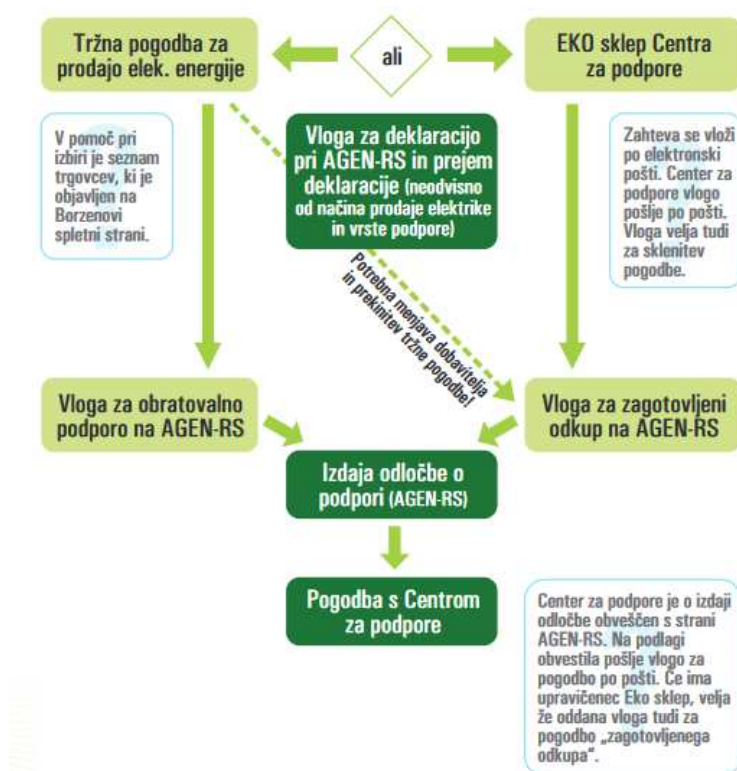 Tržna pogodba za
prodajo elek. energije
ali
EKO sklep Centra
za podpore
V pomoč pri
izbiri je seznam
trgovcev, ki je
objavljen na
Borzenovi
spletni strani.
Vloga za deklaracijo
pri AGEN-RS in prejem
deklaracije (neodvisno
od načina prodaje elektrike
in vrste podpore)
Zahteva se vloži
po elektronski
pošti. Center za
podpore vlogo
pošlje po pošti.
Vloga velja tudi
za sklenitev
pogodbe.
Potrebna menjava dobavitelja
in prekinitev tržne pogodbe!
Vloga za obratovalno
podporo na AGEN-RS
Vloga za zagotovljeni
odkup na AGEN-RS
Izdaja odločbe o
podpori (AGEN-RS)
Pogodba s Centrom
za podpore
Center za podpore je o izdaji
odločbe obveščen s strani
AGEN-RS. Na podlagi
obvestila pošlje vlogo za
pogodbo po pošti. Če ima
upravičenec Eko sklep, velja
že oddana vloga tudi za
pogodbo „zagotovljenega
odkupa“.